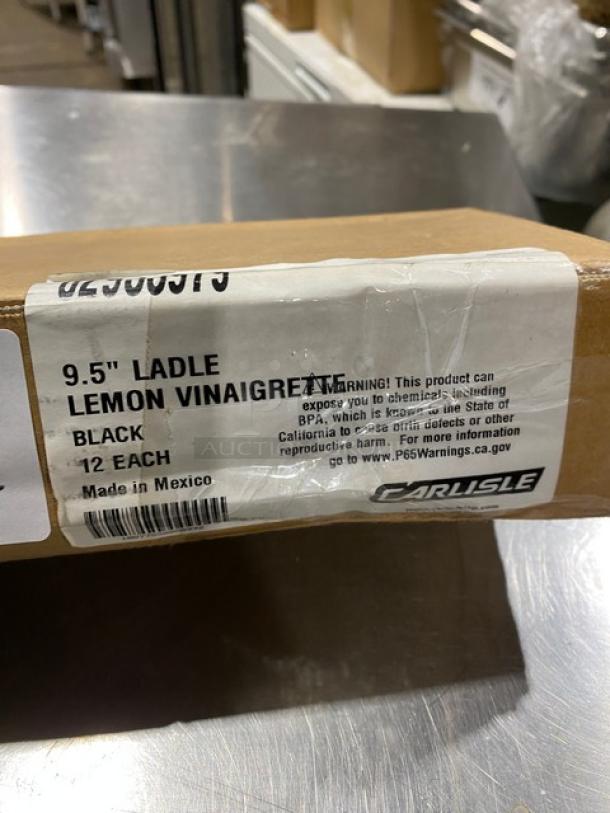 9.5" LADLE
LEMON VINAIGRETTE
BLACK
12 EACH
Made in Mexico
WARNING! This product can
expose you to chemicals including
BPA, which is known to the State of
California to cause birth defects or other
reproductive harm. For more information
go to www.P65Warnings.ca.gov
CARLISLE